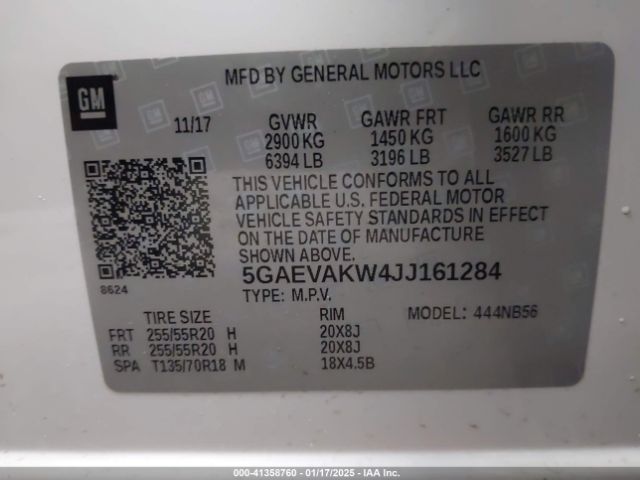 GM
MFD BY GENERAL MOTORS LLC
11/17 GVWR GAWR FRT GAWR RR
2900 KG 1450 KG 1600 KG
6394 LB 3196 LB 3527 LB
THIS VEHICLE CONFORMS TO ALL
APPLICABLE U.S. FEDERAL MOTOR
VEHICLE SAFETY STANDARDS IN EFFECT
ON THE DATE OF MANUFACTURE
SHOWN ABOVE.
8624
5GAEVAKW4JJ161284
TYPE: M.P.V.
TIRE SIZE RIM MODEL: 444NB56
FRT 255/55R20 H 20X8J
RR 255/55R20 H 20X8J
SPA T135/70R18 M 18X4.5B
000-41358760 - 01/17/2025 - IAA Inc.